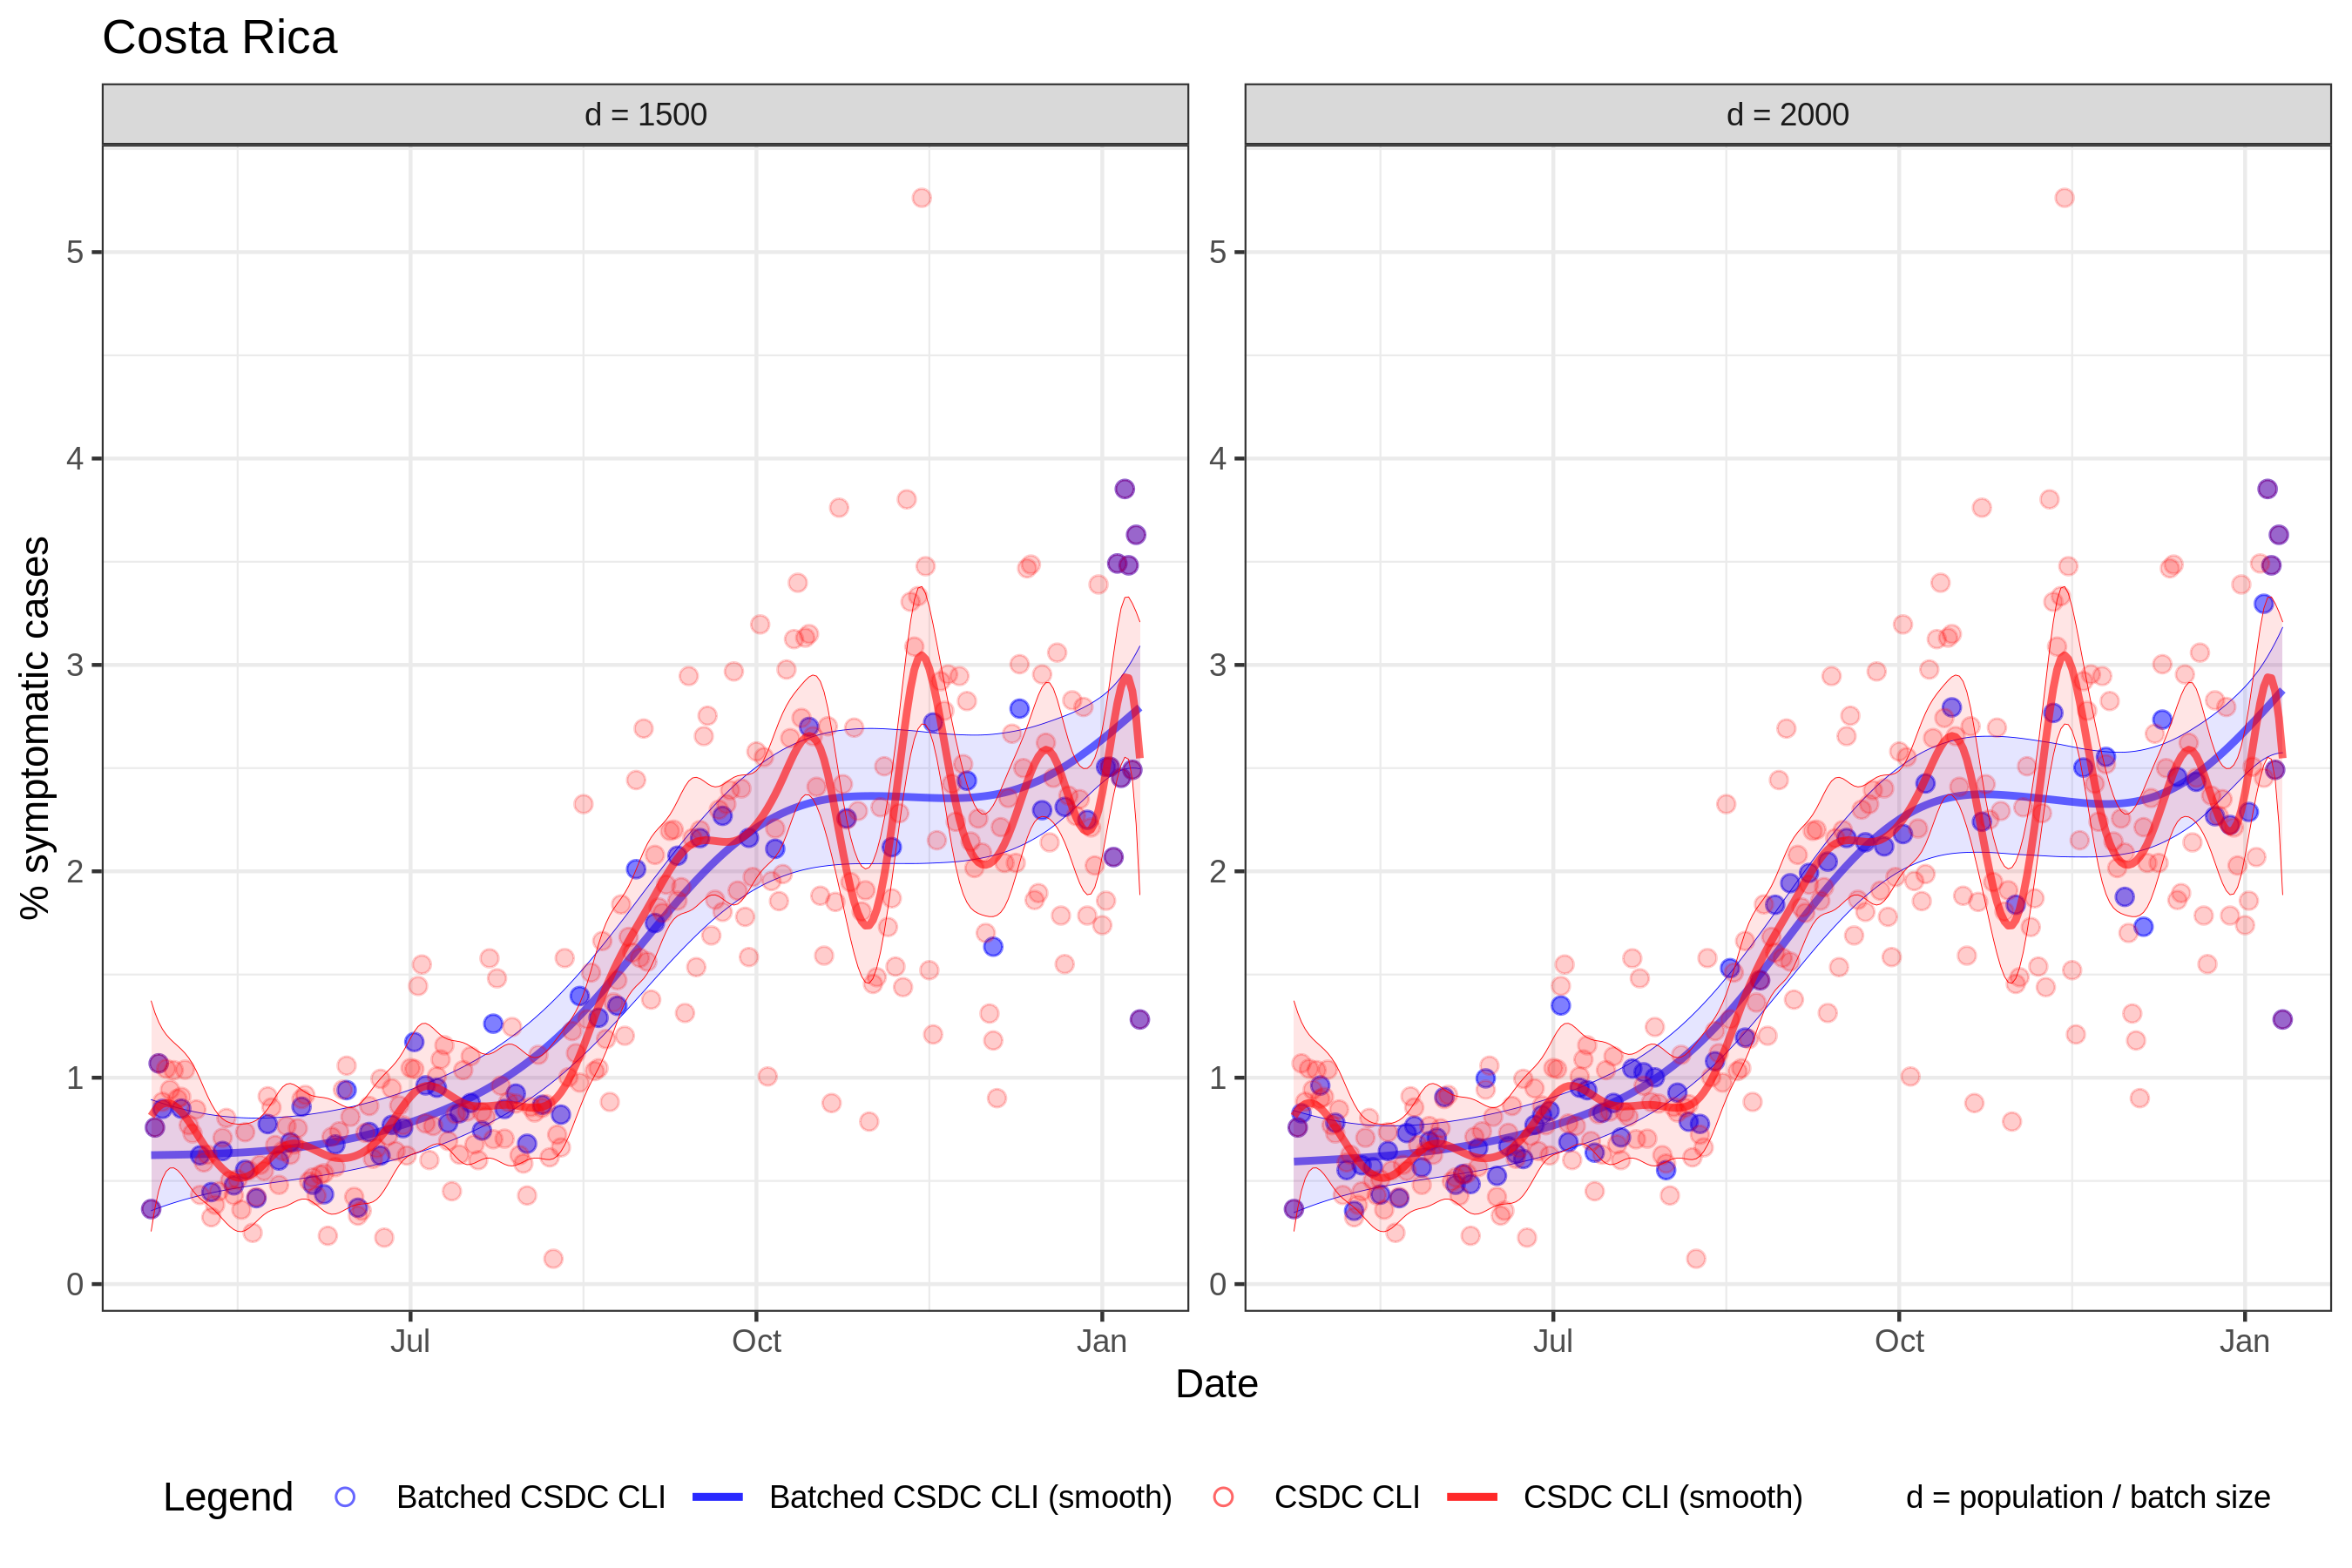 Costa Rica
d = 1500
d = 2000
% symptomatic cases
5
4
3
2
1
0
5
4
3
2
1
0
Jul
Oct
Jan
Jul
Oct
Jan
Date
Legend
Batched CSDC CLI
Batched CSDC CLI (smooth)
CSDC CLI
CSDC CLI (smooth)
d = population / batch size